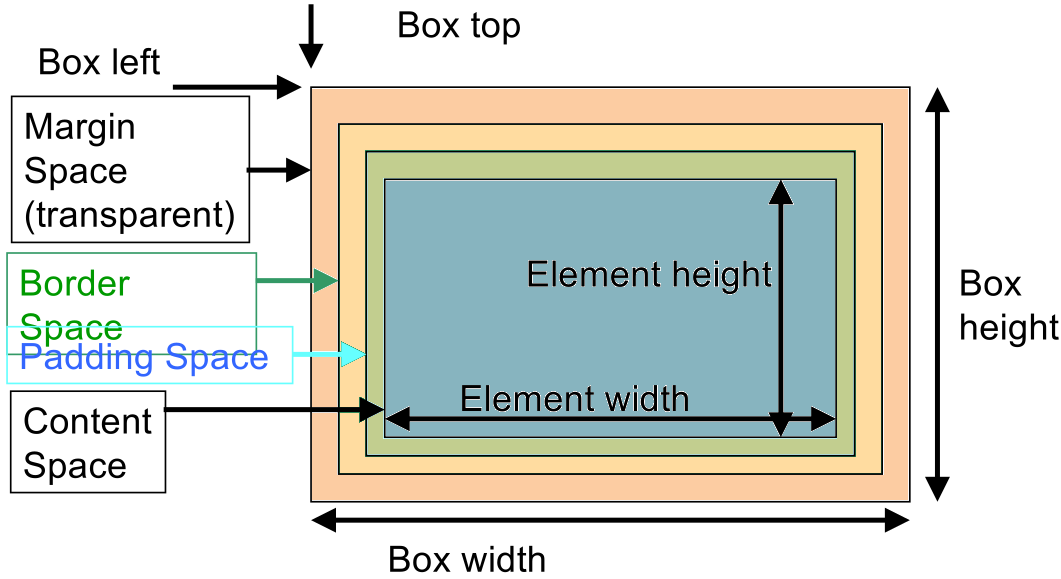 Box top
Box left
Margin
Space
(transparent)
Border
Space
Padding Space
Content
Space
Element height
Element width
Box
height
Box width